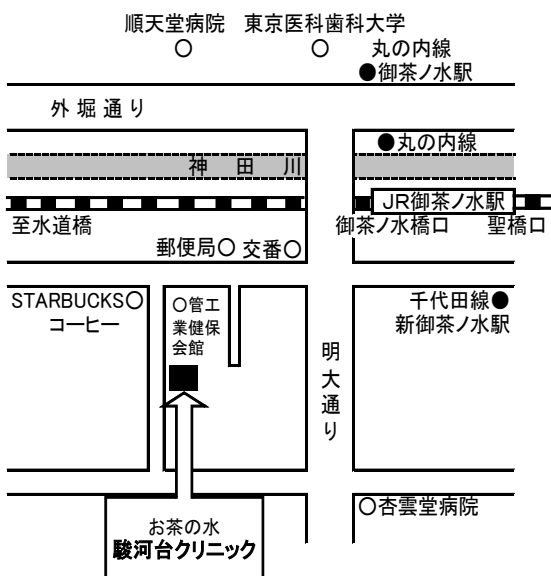 順天堂病院 東京医科歯科大学
丸の内線
●御茶ノ水駅
外堀通り
●丸の内線
神田川
JR御茶ノ水駅
至水道橋
御茶ノ水橋口 聖橋口
郵便局〇 交番〇
STARBUCKS〇
コーヒー
〇管工
業健保
会館
千代田線●
新御茶ノ水駅
明大通り
〇杏雲堂病院
お茶の水
駿河台クリニック